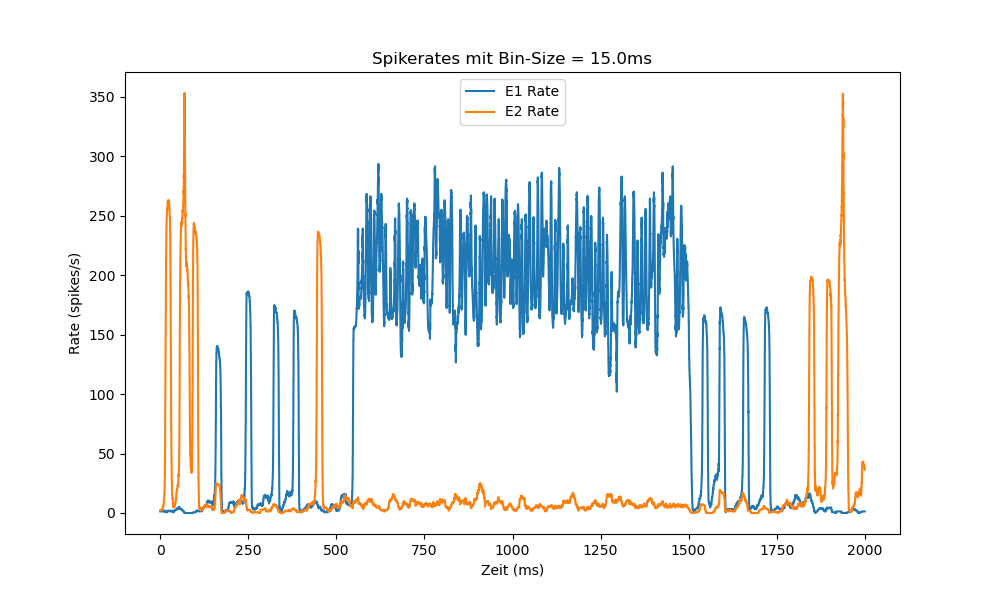 Spikerates mit Bin-Size = 15.0ms
E1 Rate
E2 Rate
350
300
250
200
150
100
50
0
Rate (spikes/s)
0 250 500 750 1000 1250 1500 1750 2000
Zeit (ms)